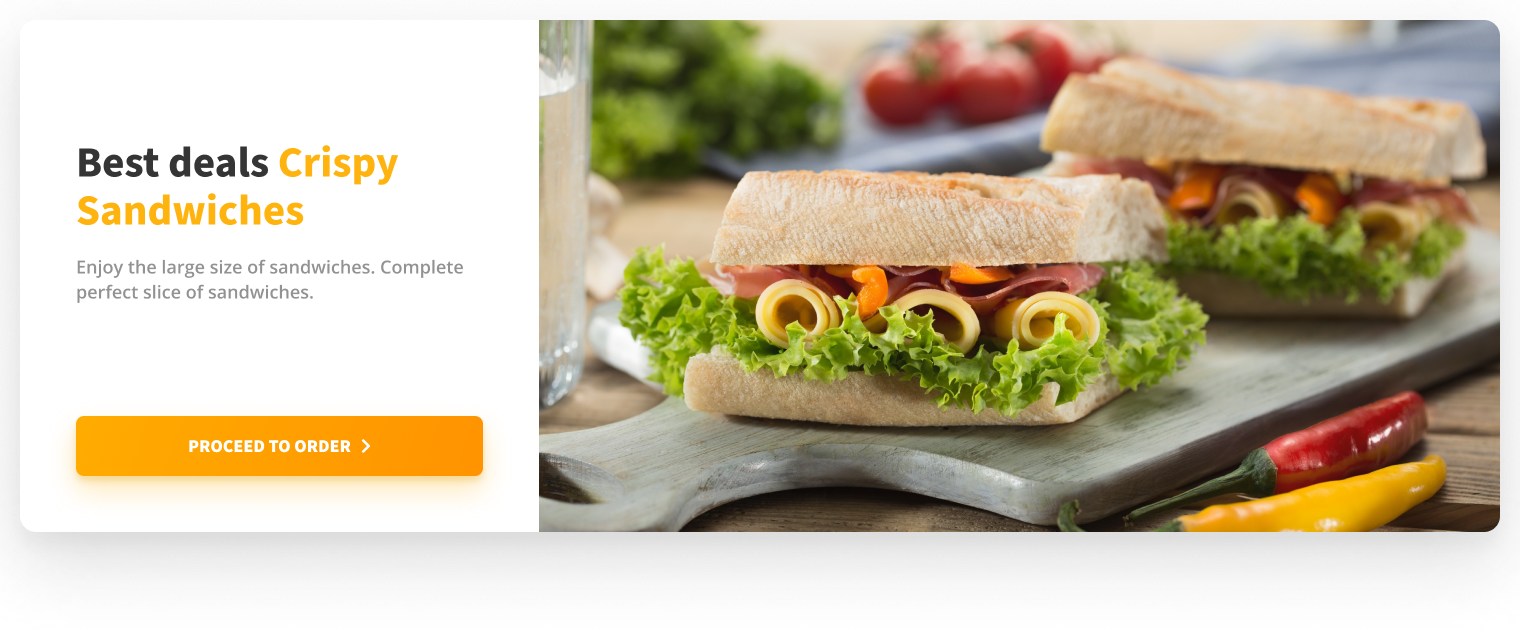 Best deals Crispy
Sandwiches
Enjoy the large size of sandwiches. Complete
perfect slice of sandwiches.
PROCEED TO ORDER